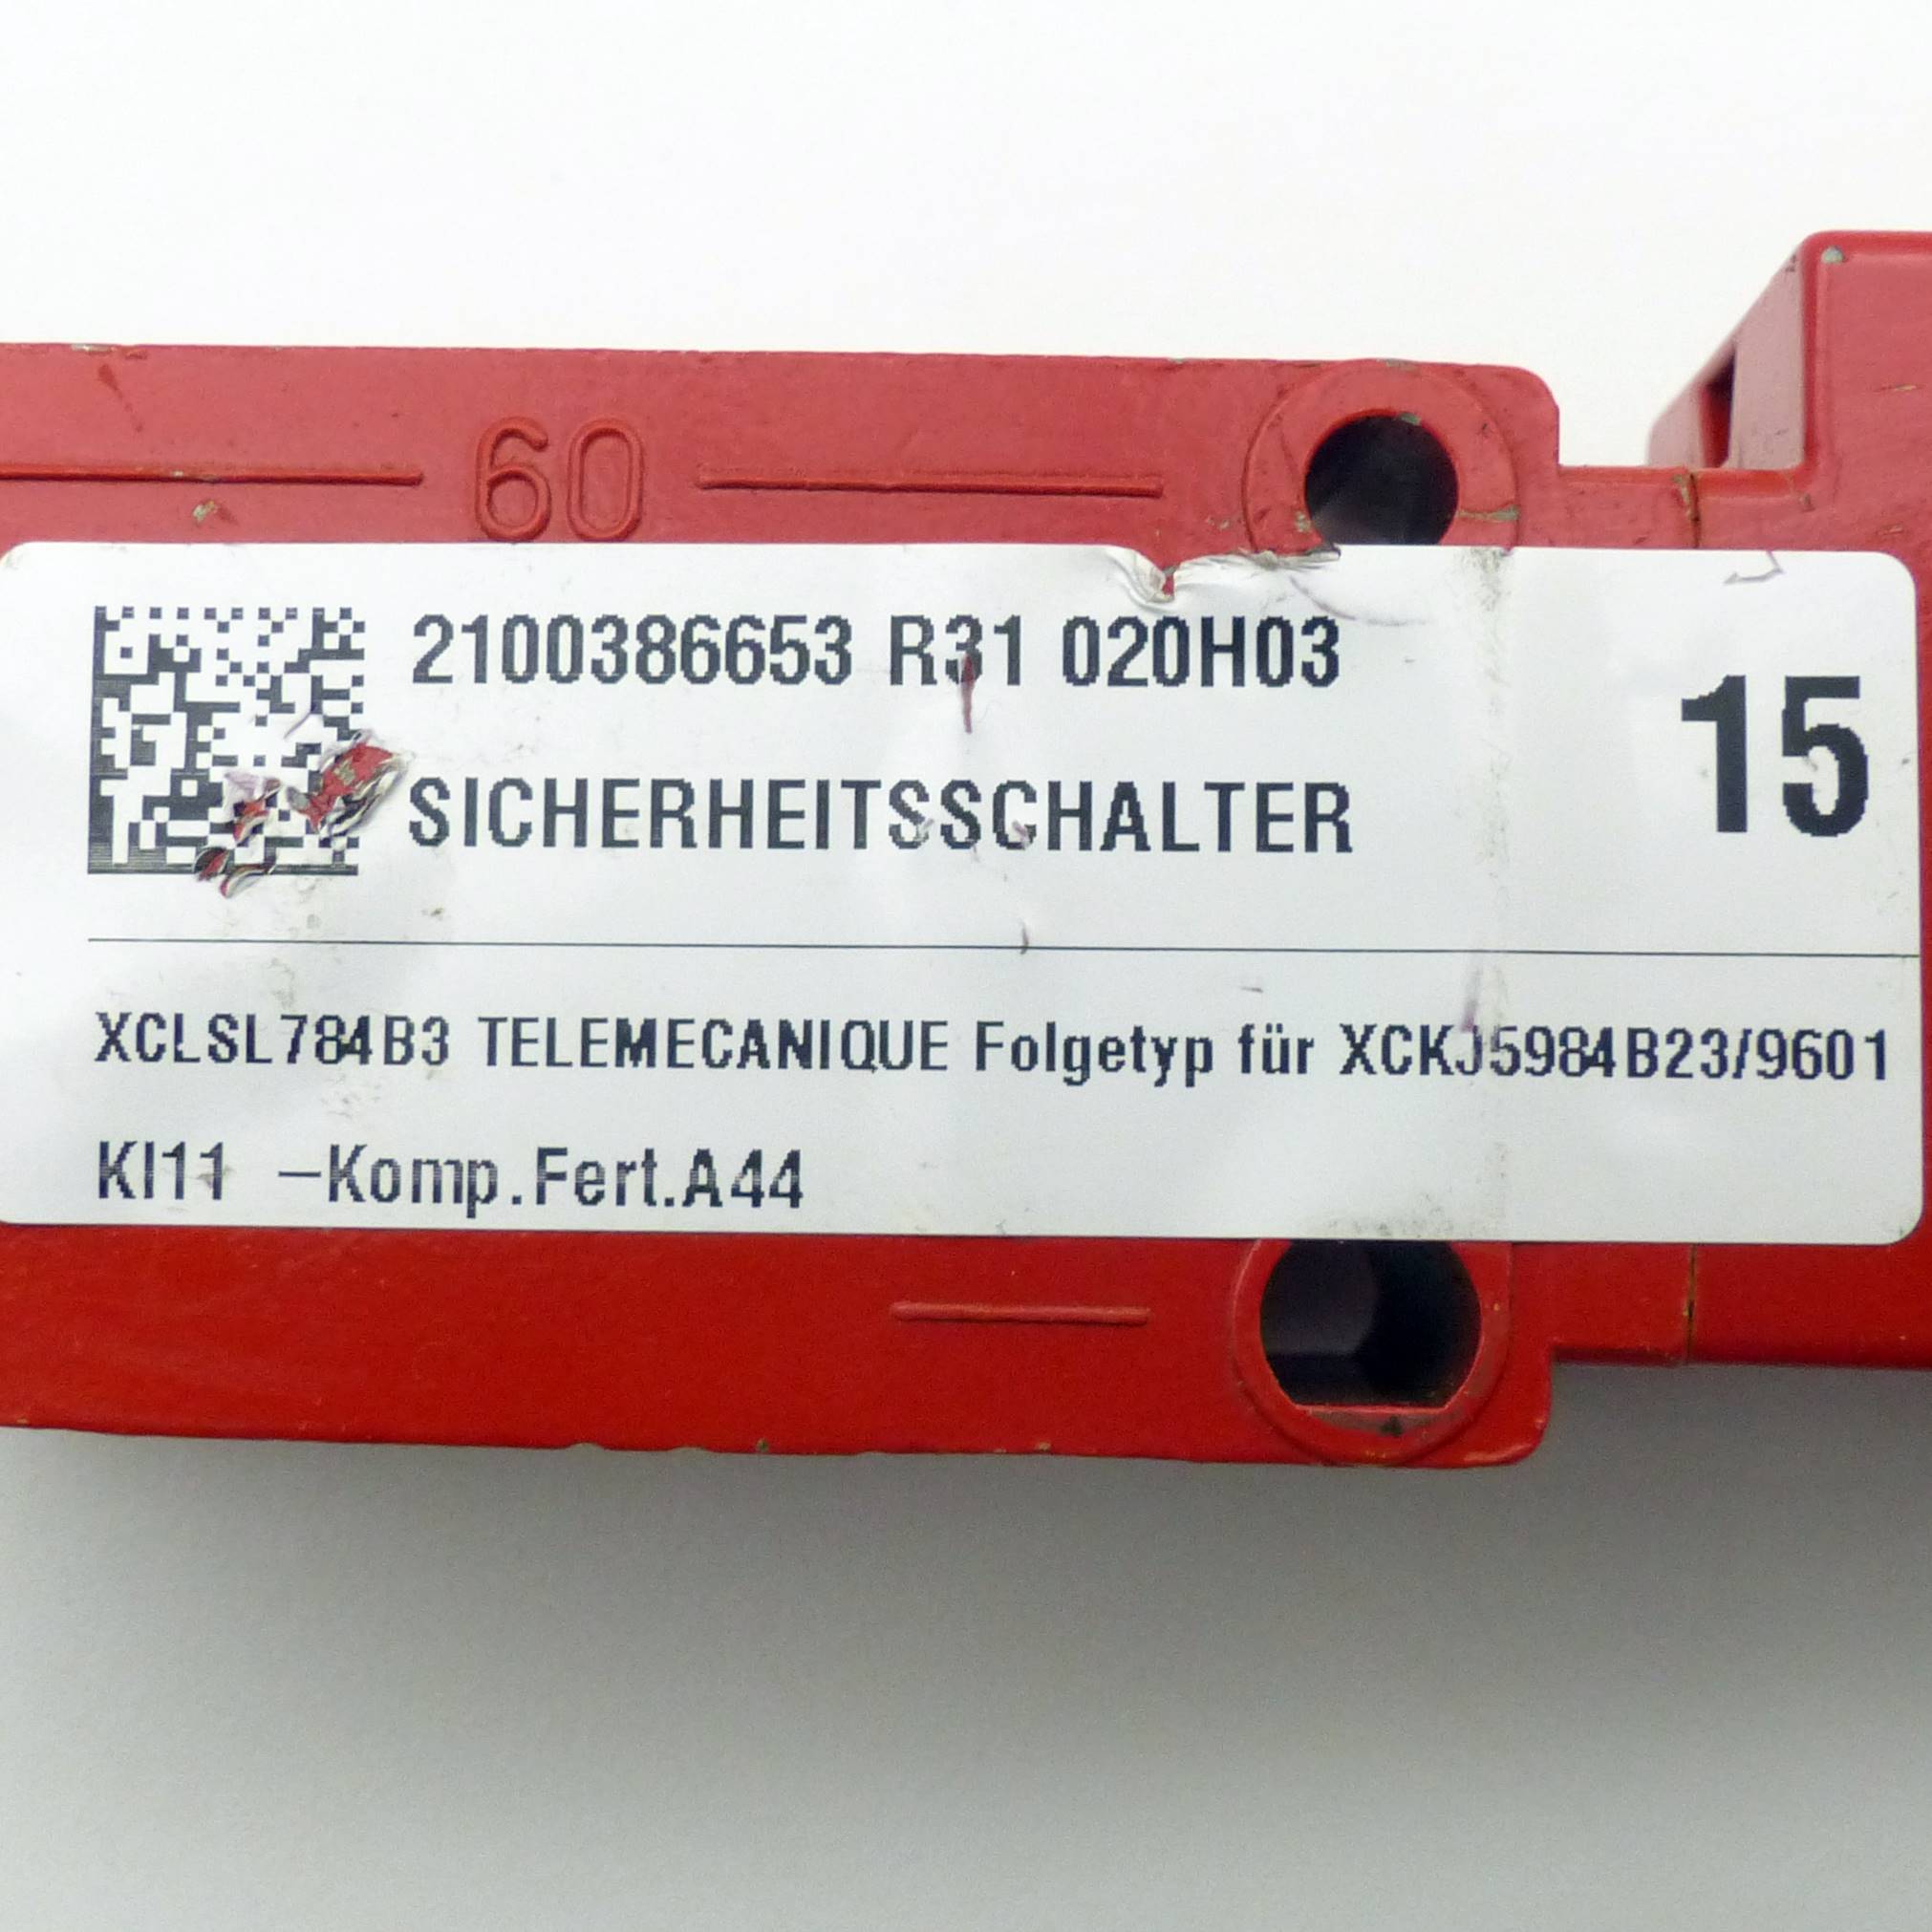 60
2100386653 R31 020H03
SICHERHEITSSCHALTER
15
XCLSL784B3 TELEMECANIQUE Folgetyp für XCKJ5984B23/9601
KI11 –Komp.Fert.A44